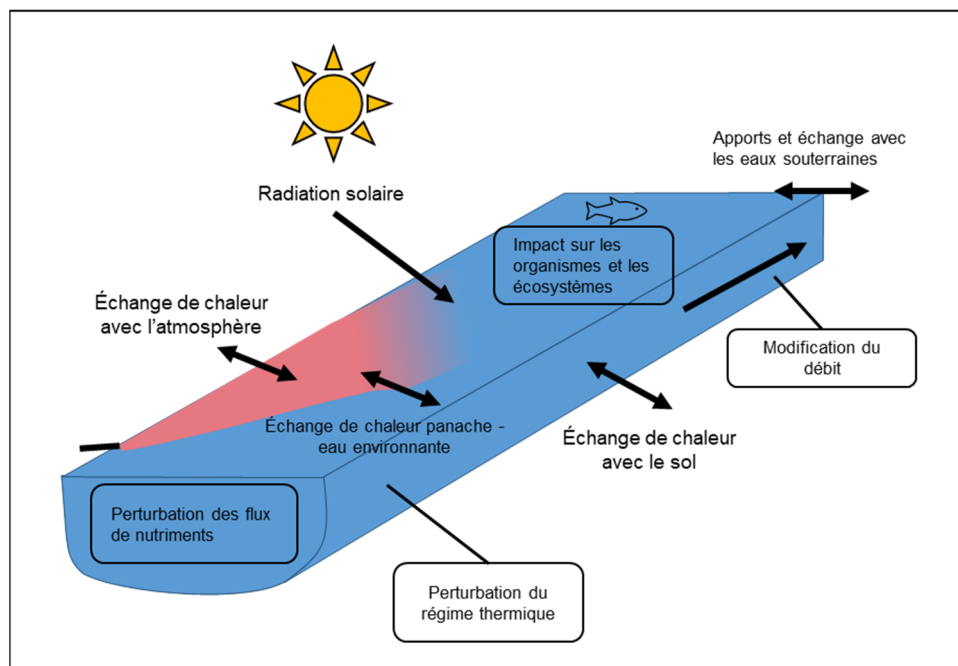 Apports et échange avec
les eaux souterraines
Radiation solaire
Impact sur les
organismes et les
écosystèmes
Échange de chaleur
avec l'atmosphère
Modification du
débit
Échange de chaleur panache -
eau environnante
Échange de chaleur
avec le sol
Perturbation des flux
de nutriments
Perturbation du
régime thermique